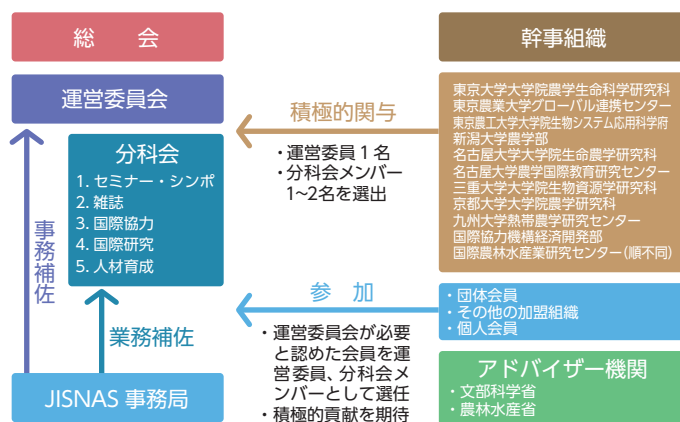 総　会
運営委員会
分科会
1. セミナー・シンポ
2. 雑誌
3. 国際協力
4. 国際研究
5. 人材育成
事務補佐
業務補佐
JISNAS 事務局
積極的関与
・運営委員 1 名
・分科会メンバー
1~2名を選出
参　加
・運営委員会が必要
と認めた会員を運
営委員、分科会メ
ンバーとして選任
・積極的貢献を期待
幹事組織
東京大学大学院農学生命科学研究科
東京農業大学グローバル連携センター
東京農工大学大学院生物システム応用科学府
新潟大学農学部
名古屋大学大学院生命農学研究科
名古屋大学農学国際教育研究センター
三重大学大学院生物資源学研究科
京都大学大学院農学研究科
九州大学熱帯農学研究センター
国際協力機構経済開発部
国際農林水産業研究センター(順不同)
・団体会員
・その他の加盟組織
・個人会員
アドバイザー機関
・文部科学省
・農林水産省